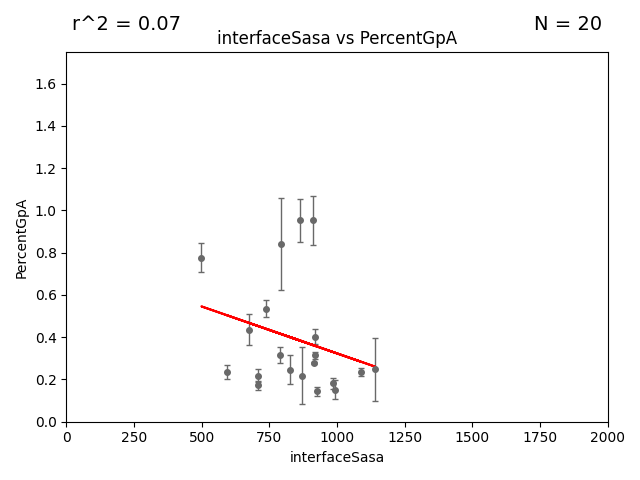 r^2 = 0.07
N = 20
interfaceSasa vs PercentGpA
PercentGpA
1.6
1.4
1.2
1.0
0.8
0.6
0.4
0.2
0.0
0 250 500 750 1000 1250 1500 1750 2000
interfaceSasa